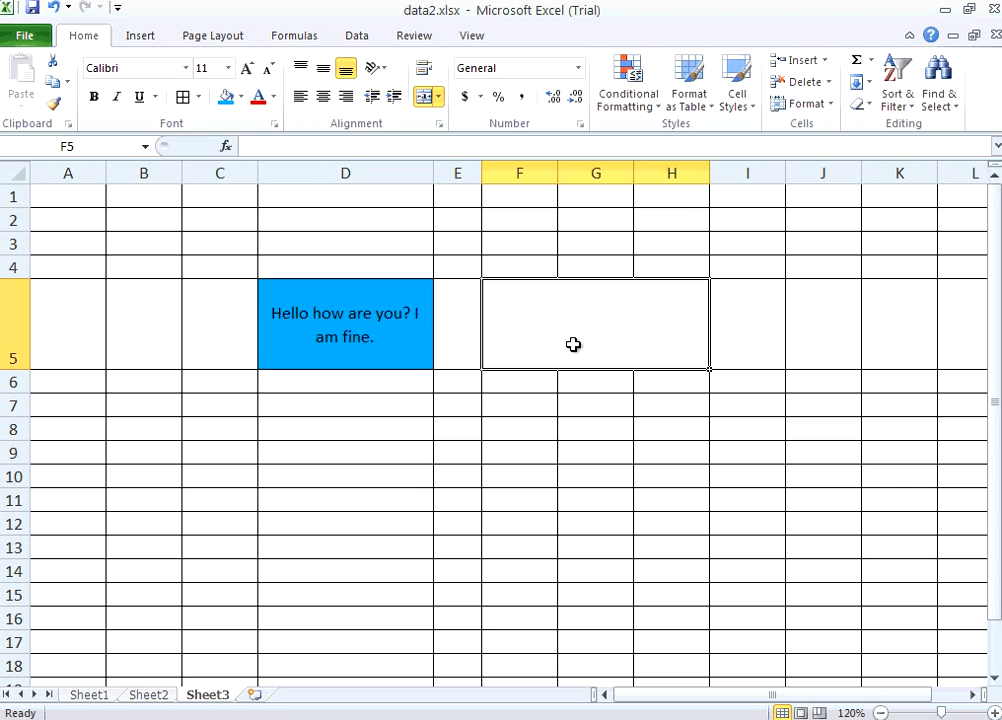 data2.xlsx - Microsoft Excel (Trial)
File Home Insert Page Layout Formulas Data Review View
Paste Calibri 11 General Conditional Formatting Format as Table Cell Styles Insert Delete Format Sort & Filter Find & Select
B I U A $ % , Σ
Clipboard Font Alignment Number Styles Cells Editing
F5 fx
A B C D E F G H I J K L
1
2
3
4
Hello how are you? I
am fine.
5
6
7
8
9
10
11
12
13
14
15
16
17
18
Sheet1 Sheet2 Sheet3
Ready 120%